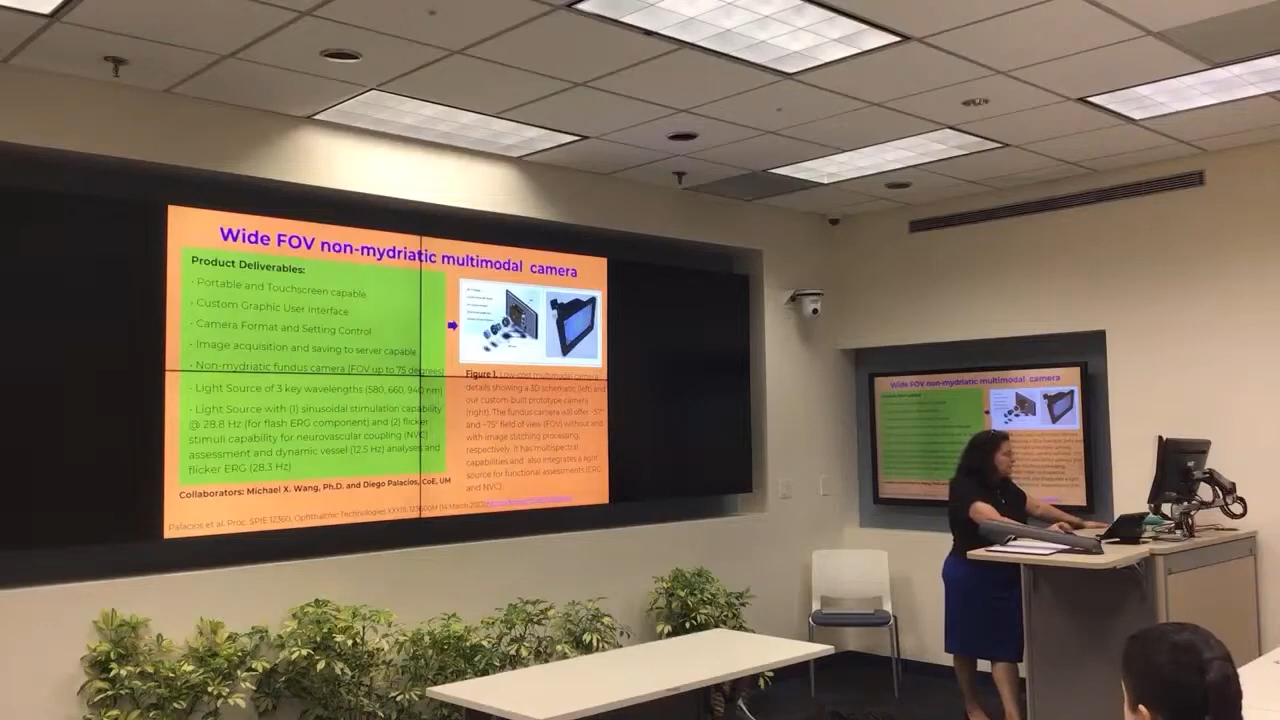 Wide FOV non-mydriatic multimodal camera
Product Deliverables:
· Portable and Touchscreen capable
· Custom Graphic User Interface
· Camera Format and Setting Control
· Image acquisition and saving to server capable
· Non-mydriatic fundus camera (FOV up to 75 degrees)
· Light Source of 3 key wavelengths (580, 660, 940 nm)
· Light Source with (1) sinusoidal stimulation capability
@ 28.8 Hz (for flash ERG component) and (2) flicker
stimuli capability for neurovascular coupling (NVC)
assessment and dynamic vessel (12.5 Hz) analyses and
flicker ERG (28.3 Hz)
Figure 1. Low-cost multimodal camera
details showing a 3D schematic (left) and
our custom-built prototype camera
(right). The fundus camera will offer ~57°
and ~75° field of view (FOV) without and
with image stitching processing,
respectively. It has multispectral
capabilities and also integrates a light
source for functional assessments (ERG
and NVC).
Collaborators: Michael X. Wang, Ph.D. and Diego Palacios, CoE, UM
Palacios et al. Proc. SPIE 12360, Ophthalmic Technologies XXXIII, 123600M (14 March 2023)
Wide FOV non-mydriatic multimodal camera